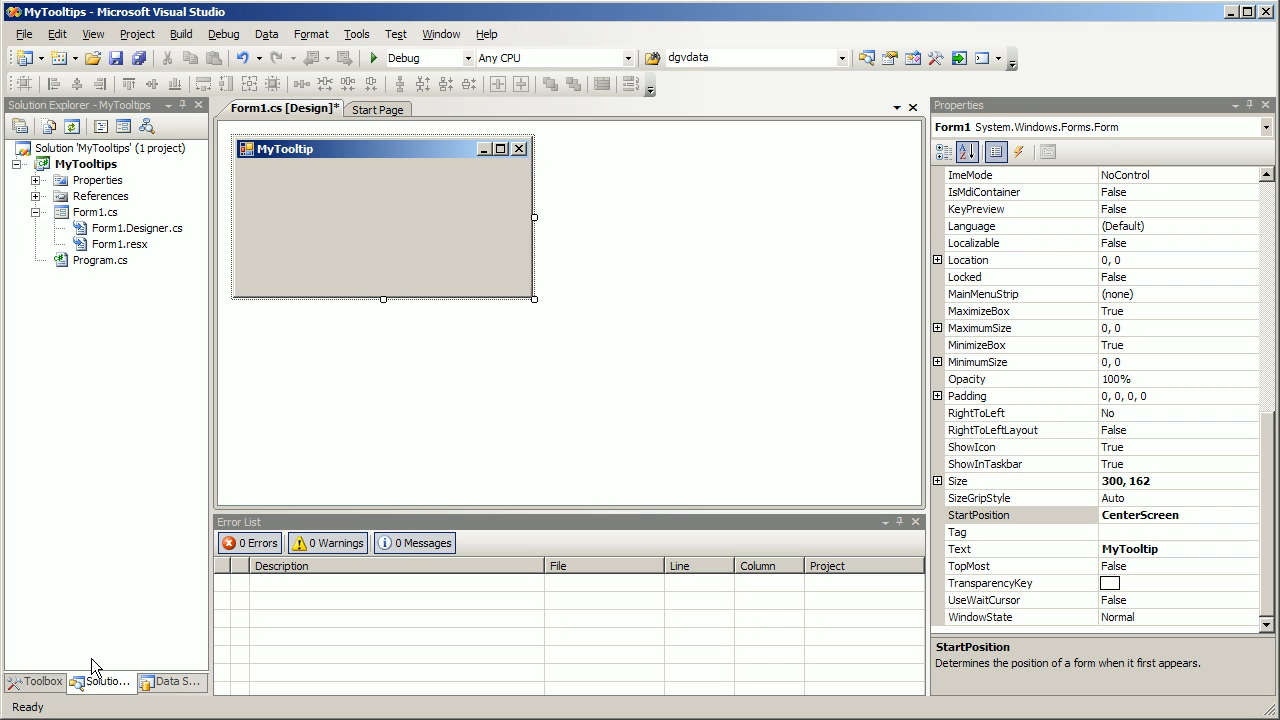 MyTooltips - Microsoft Visual Studio
File Edit View Project Build Debug Data Format Tools Test Window Help
Debug Any CPU dgvdata
Solution Explorer - MyTooltips
Solution 'MyTooltips' (1 project)
MyTooltips
Properties
References
Form1.cs
Form1.Designer.cs
Form1.resx
Program.cs
Toolbox Solutio... Data S...
Form1.cs [Design]* Start Page
MyTooltip
Error List
0 Errors 0 Warnings 0 Messages
Description File Line Column Project
Properties
Form1 System.Windows.Forms.Form
ImeMode NoControl
IsMdiContainer False
KeyPreview False
Language (Default)
Localizable False
Location 0, 0
Locked False
MainMenuStrip (none)
MaximizeBox True
MaximumSize 0, 0
MinimizeBox True
MinimumSize 0, 0
Opacity 100%
Padding 0, 0, 0, 0
RightToLeft No
RightToLeftLayout False
ShowIcon True
ShowInTaskbar True
Size 300, 162
SizeGripStyle Auto
StartPosition CenterScreen
Tag
Text MyTooltip
TopMost False
TransparencyKey
UseWaitCursor False
WindowState Normal
StartPosition
Determines the position of a form when it first appears.
Ready